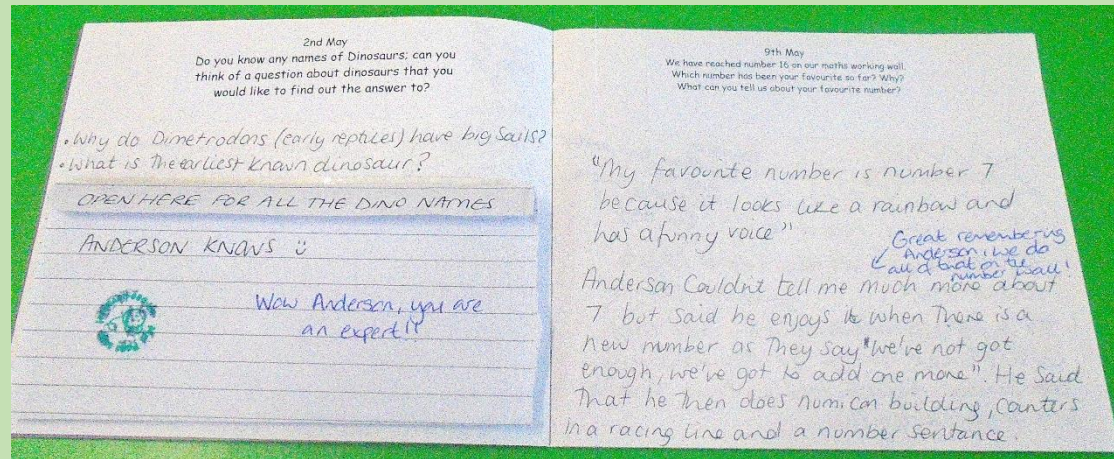 2nd May
Do you know any names of Dinosaurs; can you
think of a question about dinosaurs that you
would like to find out the answer to?
• Why do Dimetrodons (early reptiles) have big Sails?
• What is the earliest known dinosaur?
OPEN HERE FOR ALL THE DINO NAMES
ANDERSON KNOWS ☺
Wow Anderson, you are
an expert!!
9th May
We have reached number 16 on our maths working wall.
Which number has been your favourite so far? Why?
What can you tell us about your favourite number?
"My favourite number is number 7
because it looks like a rainbow and
has a funny voice".
Great remembering
Anderson, we do
all of that on the
number wall!
Anderson Couldnt tell me much more about
7 but said he enjoys it when There is a
new number as They say "we've not got
enough, we've got to add one more". He Said
That he Then does numicon building, counters
in a racing line and a number sentance.